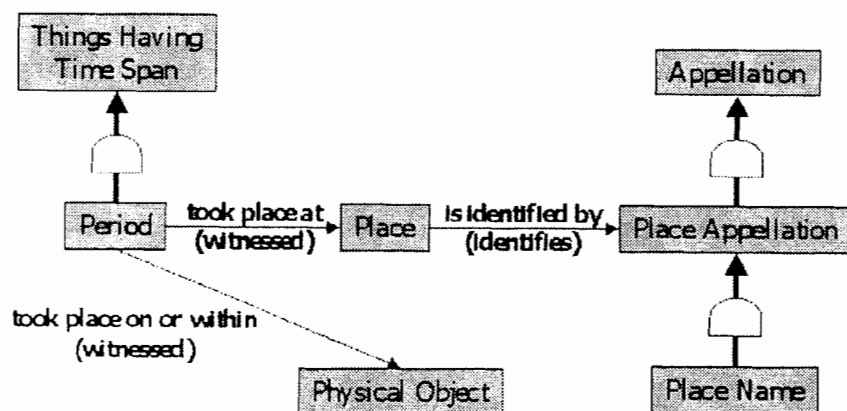 Things Having
Time Span
Appellation
Period
took place at
(witnessed)
Place
is identified by
(identifies)
Place Appellation
took place on or within
(witnessed)
Physical Object
Place Name